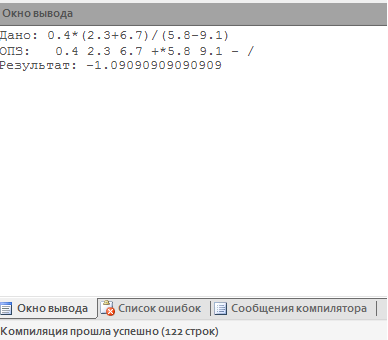 Окно вывода
Дано: 0.4*(2.3+6.7)/(5.8-9.1)
ОПЗ: 0.4 2.3 6.7 +*5.8 9.1 - /
Результат: -1.09090909090909
Окно вывода Список ошибок Сообщения компилятора
Компиляция прошла успешно (122 строк)